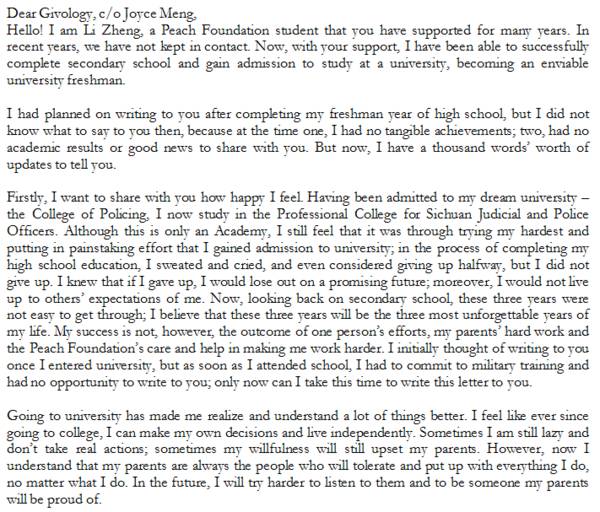 Dear Givology, c/o Joyce Meng,
Hello! I am Li Zheng, a Peach Foundation student that you have supported for many years. In
recent years, we have not kept in contact. Now, with your support, I have been able to successfully
complete secondary school and gain admission to study at a university, becoming an enviable
university freshman.
I had planned on writing to you after completing my freshman year of high school, but I did not
know what to say to you then, because at the time one, I had no tangible achievements; two, had no
academic results or good news to share with you. But now, I have a thousand words' worth of
updates to tell you.
Firstly, I want to share with you how happy I feel. Having been admitted to my dream university –
the College of Policing, I now study in the Professional College for Sichuan Judicial and Police
Officers. Although this is only an Academy, I still feel that it was through trying my hardest and
putting in painstaking effort that I gained admission to university; in the process of completing my
high school education, I sweated and cried, and even considered giving up halfway, but I did not
give up. I knew that if I gave up, I would lose out on a promising future; moreover, I would not live
up to others' expectations of me. Now, looking back on secondary school, these three years were
not easy to get through; I believe that these three years will be the three most unforgettable years of
my life. My success is not, however, the outcome of one person's efforts, my parents' hard work and
the Peach Foundation's care and help in making me work harder. I initially thought of writing to you
once I entered university, but as soon as I attended school, I had to commit to military training and
had no opportunity to write to you; only now can I take this time to write this letter to you.
Going to university has made me realize and understand a lot of things better. I feel like ever since
going to college, I can make my own decisions and live independently. Sometimes I am still lazy and
don't take real actions; sometimes my willfulness will still upset my parents. However, now I
understand that my parents are always the people who will tolerate and put up with everything I do,
no matter what I do. In the future, I will try harder to listen to them and to be someone my parents
will be proud of.